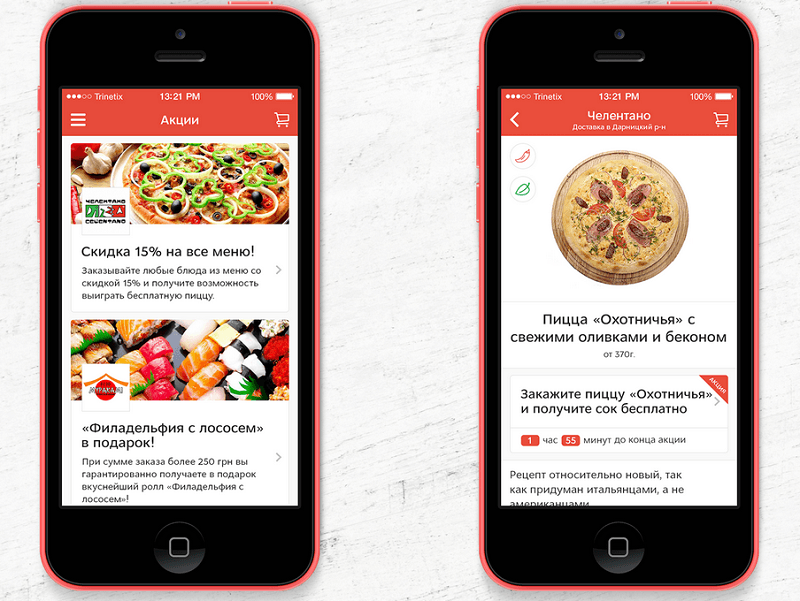 Trinetix 13:21 PM 100%
Акции
ЧЕЛЕНТАНО
PIZZA
CELENTANO
Скидка 15% на все меню!
Заказывайте любые блюда из меню со
скидкой 15% и получите возможность
выиграть бесплатную пиццу.
«Филадельфия с лососем»
в подарок!
При сумме заказа более 250 грн вы
гарантированно получаете в подарок
вкуснейший ролл «Филадельфия с
лососем»!
Trinetix 13:21 PM 100%
Челентано
Доставка в Дарницкий р-н
Пицца «Охотничья» с
свежими оливками и беконом
от 370г.
Акция
Закажите пиццу «Охотничья»
и получите сок бесплатно
1 час 55 минут до конца акции
Рецепт относительно новый, так
как придуман итальянцами, а не
американцами